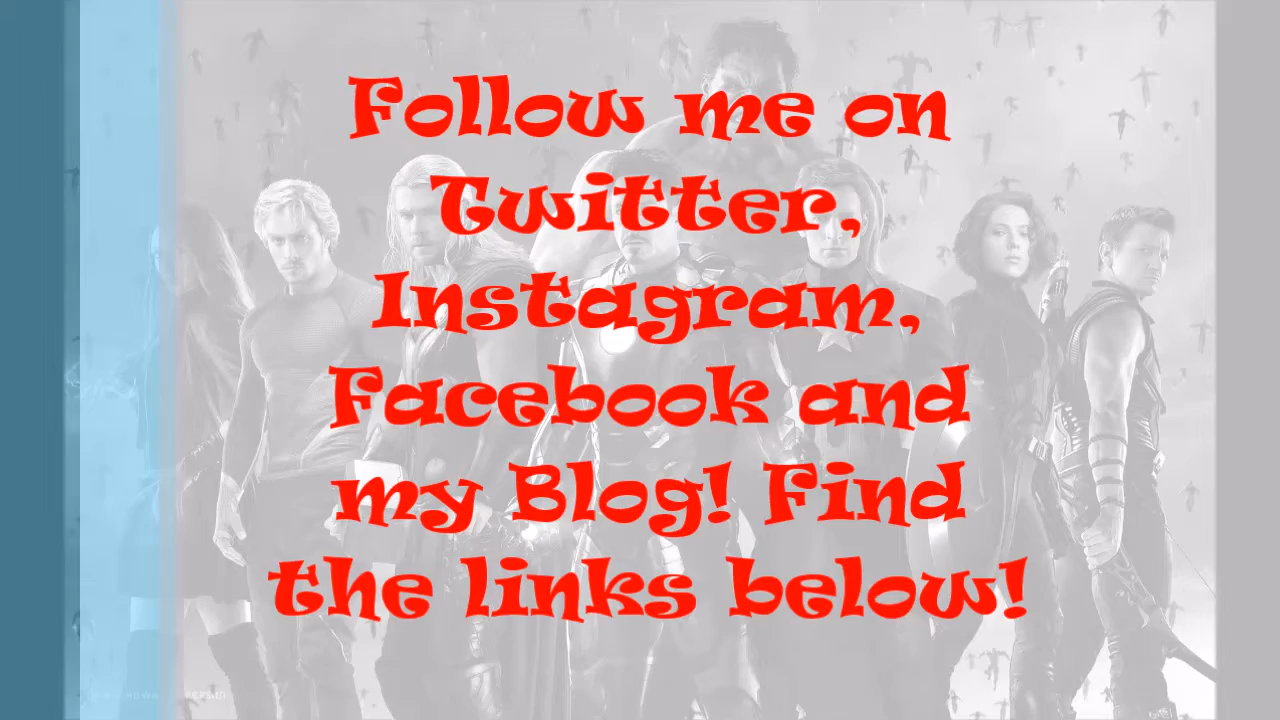 Follow me on
Twitter,
Instagram,
Facebook and
my Blog! Find
the links below!